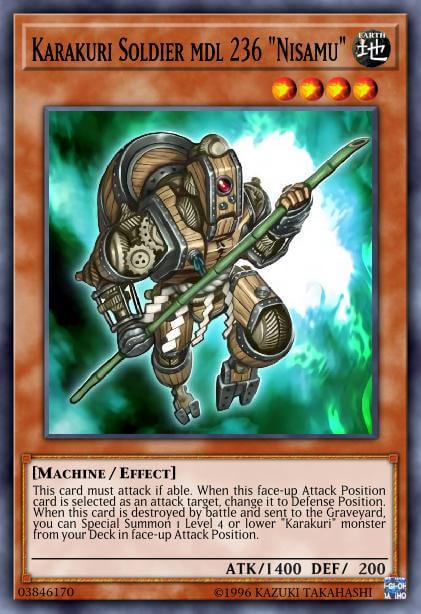 Karakuri Soldier mdl 236 "Nisamu"
EARTH
地
[Machine / Effect]
This card must attack if able. When this face-up Attack Position
card is selected as an attack target, change it to Defense Position.
When this card is destroyed by battle and sent to the Graveyard,
you can Special Summon 1 Level 4 or lower "Karakuri" monster
from your Deck in face-up Attack Position.
ATK/1400 DEF/ 200
03846170
©1996 KAZUKI TAKAHASHI